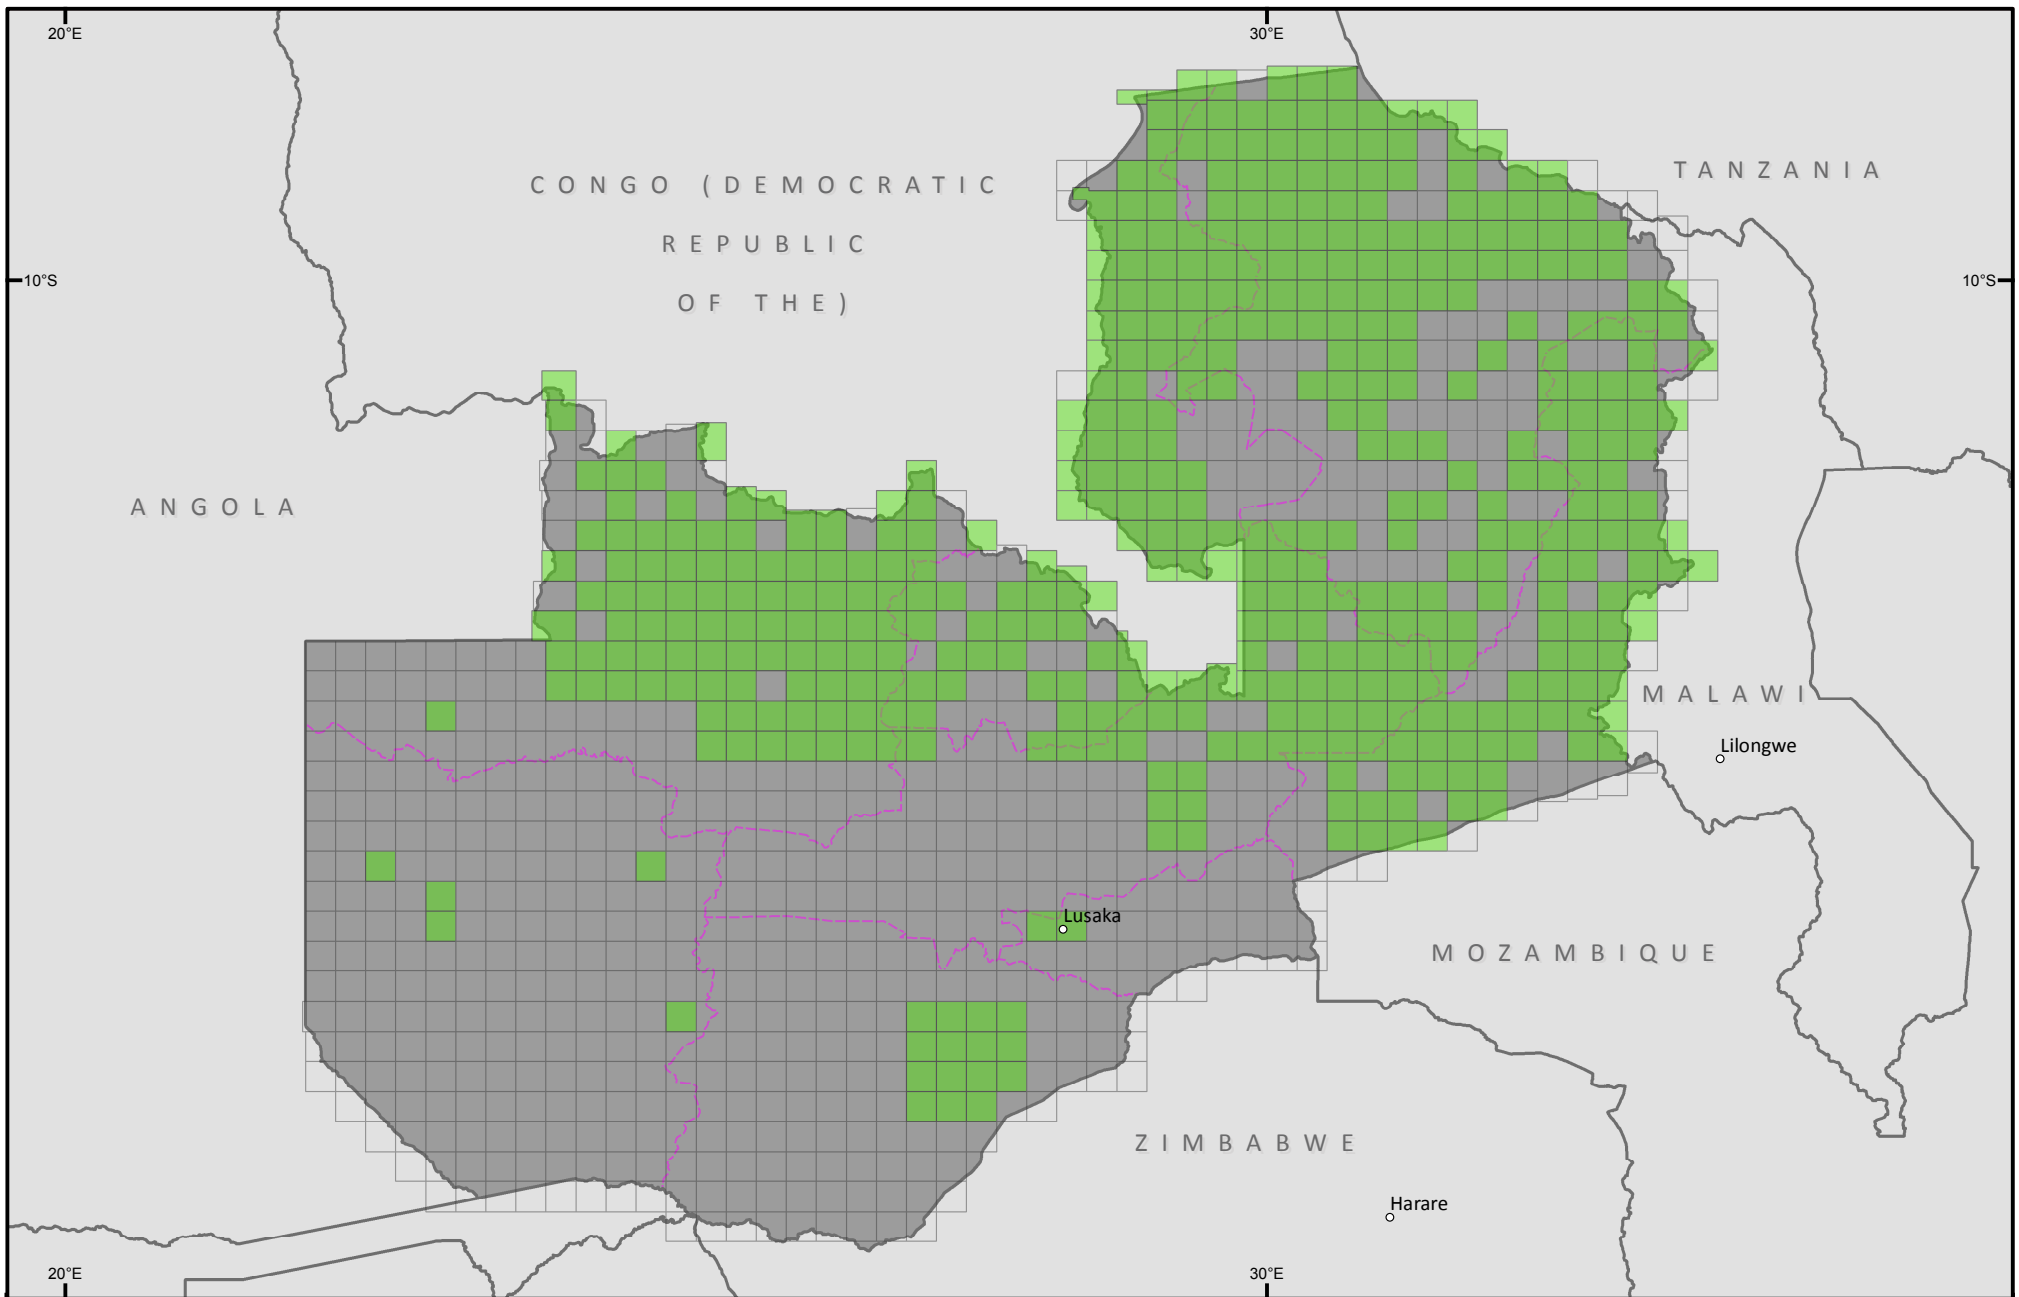 20°E
30°E
TANZANIA
CONGO (DEMOCRATIC
REPUBLIC
OF THE)
10°S
10°S
ANGOLA
MALAWI
Lilongwe
Lusaka
MOZAMBIQUE
ZIMBABWE
Harare
20°E
30°E